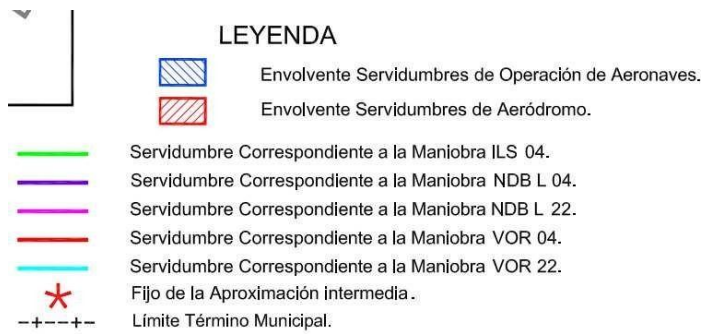 LEYENDA
Envolvente Servidumbres de Operación de Aeronaves.
Envolvente Servidumbres de Aeródromo.
Servidumbre Correspondiente a la Maniobra ILS 04.
Servidumbre Correspondiente a la Maniobra NDB L 04.
Servidumbre Correspondiente a la Maniobra NDB L 22.
Servidumbre Correspondiente a la Maniobra VOR 04.
Servidumbre Correspondiente a la Maniobra VOR 22.
Fijo de la Aproximación intermedia.
Límite Término Municipal.